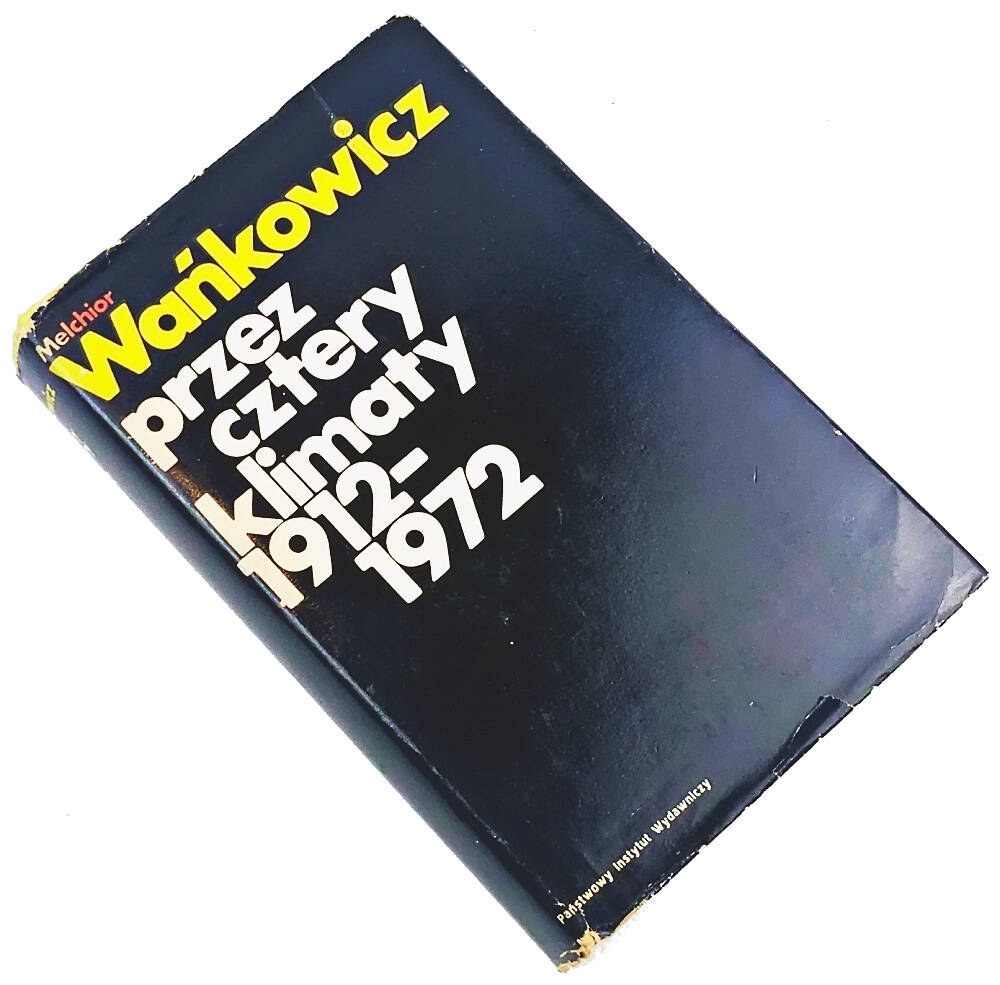 Melchior
Wańkowicz
przez
cztery
klimaty
1912-
1972
Państwowy Instytut Wydawniczy